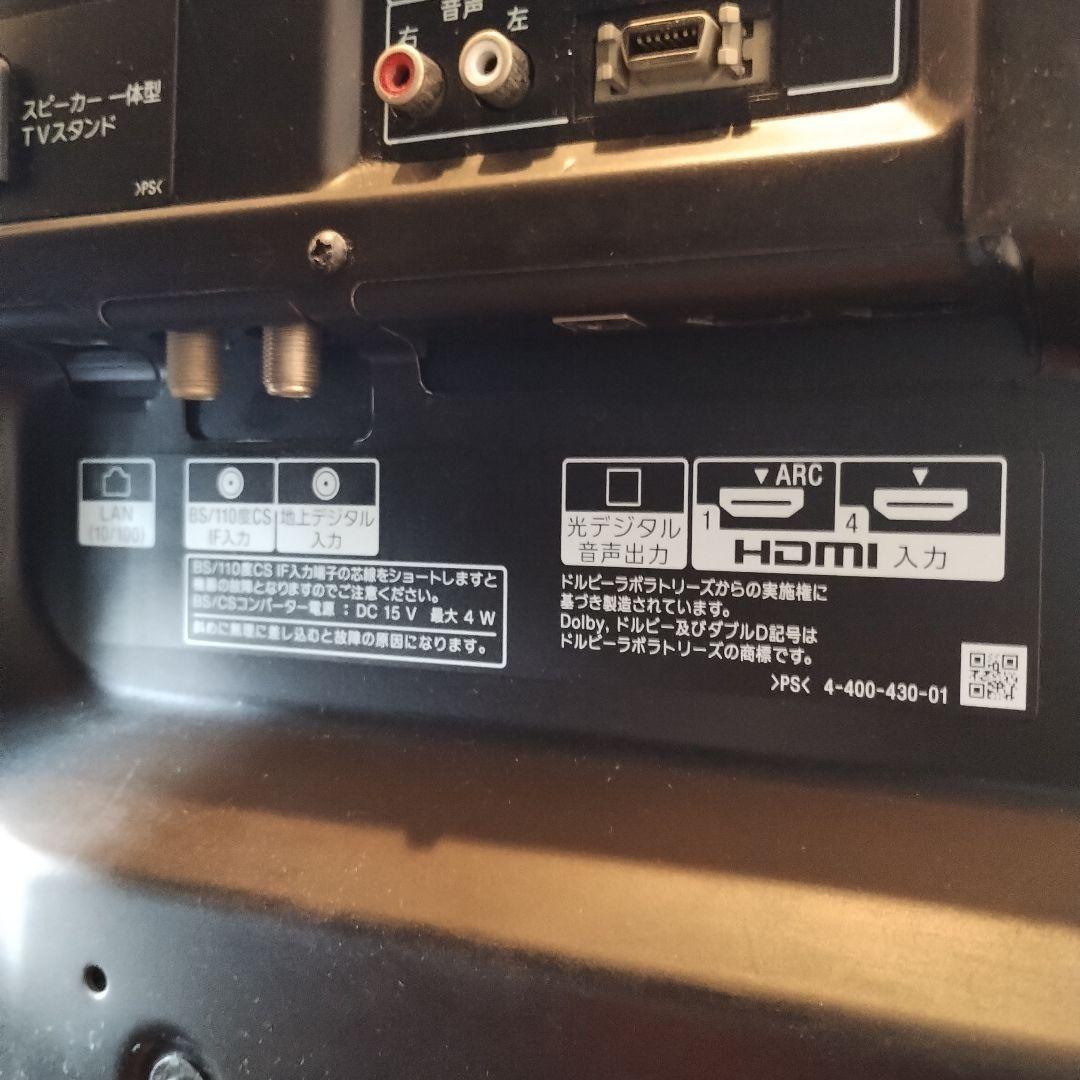 音声
右
左
スピーカー 一体型
TVスタンド
>PS<
LAN
(10/100)
BS/110度CS
IF入力
地上デジタル
入力
光デジタル
音声出力
▼ARC
1
▼
4
HDMI 入力
BS/110度CS IF入力端子の芯線をショートしますと
機器の故障となりますのでご注意ください。
BS/CSコンバーター電源 : DC 15 V 最大 4 W
斜めに無理に差し込むと故障の原因になります。
ドルビーラボラトリーズからの実施権に
基づき製造されています。
Dolby, ドルビー及びダブルD記号は
ドルビーラボラトリーズの商標です。
>PS< 4-400-430-01